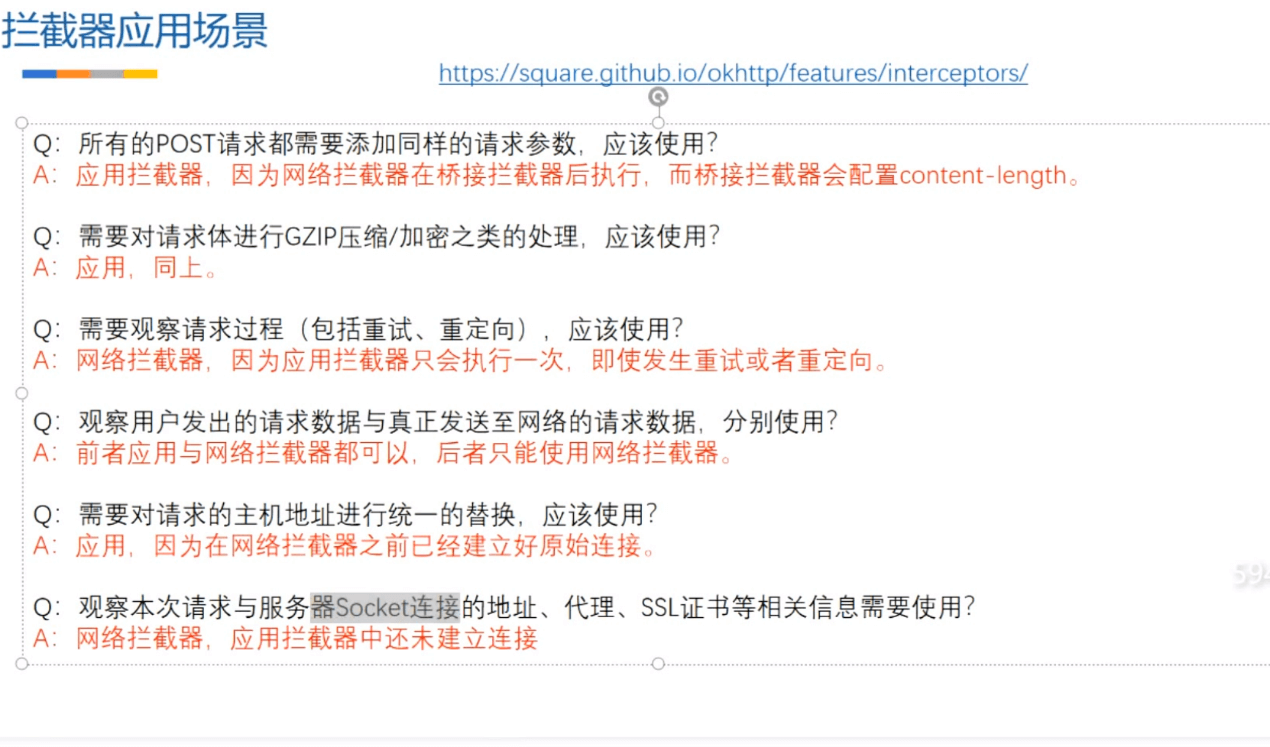 拦截器应用场景
https://square.github.io/okhttp/features/interceptors/
Q：所有的POST请求都需要添加同样的请求参数，应该使用？
A：应用拦截器，因为网络拦截器在桥接拦截器后执行，而桥接拦截器会配置content-length。
Q：需要对请求体进行GZIP压缩/加密之类的处理，应该使用？
A：应用，同上。
Q：需要观察请求过程（包括重试、重定向），应该使用？
A：网络拦截器，因为应用拦截器只会执行一次，即使发生重试或者重定向。
Q：观察用户发出的请求数据与真正发送至网络的请求数据，分别使用？
A：前者应用与网络拦截器都可以，后者只能使用网络拦截器。
Q：需要对请求的主机地址进行统一的替换，应该使用？
A：应用，因为在网络拦截器之前已经建立好原始连接。
594
Q：观察本次请求与服务器Socket连接的地址、代理、SSL证书等相关信息需要使用？
A：网络拦截器，应用拦截器中还未建立连接